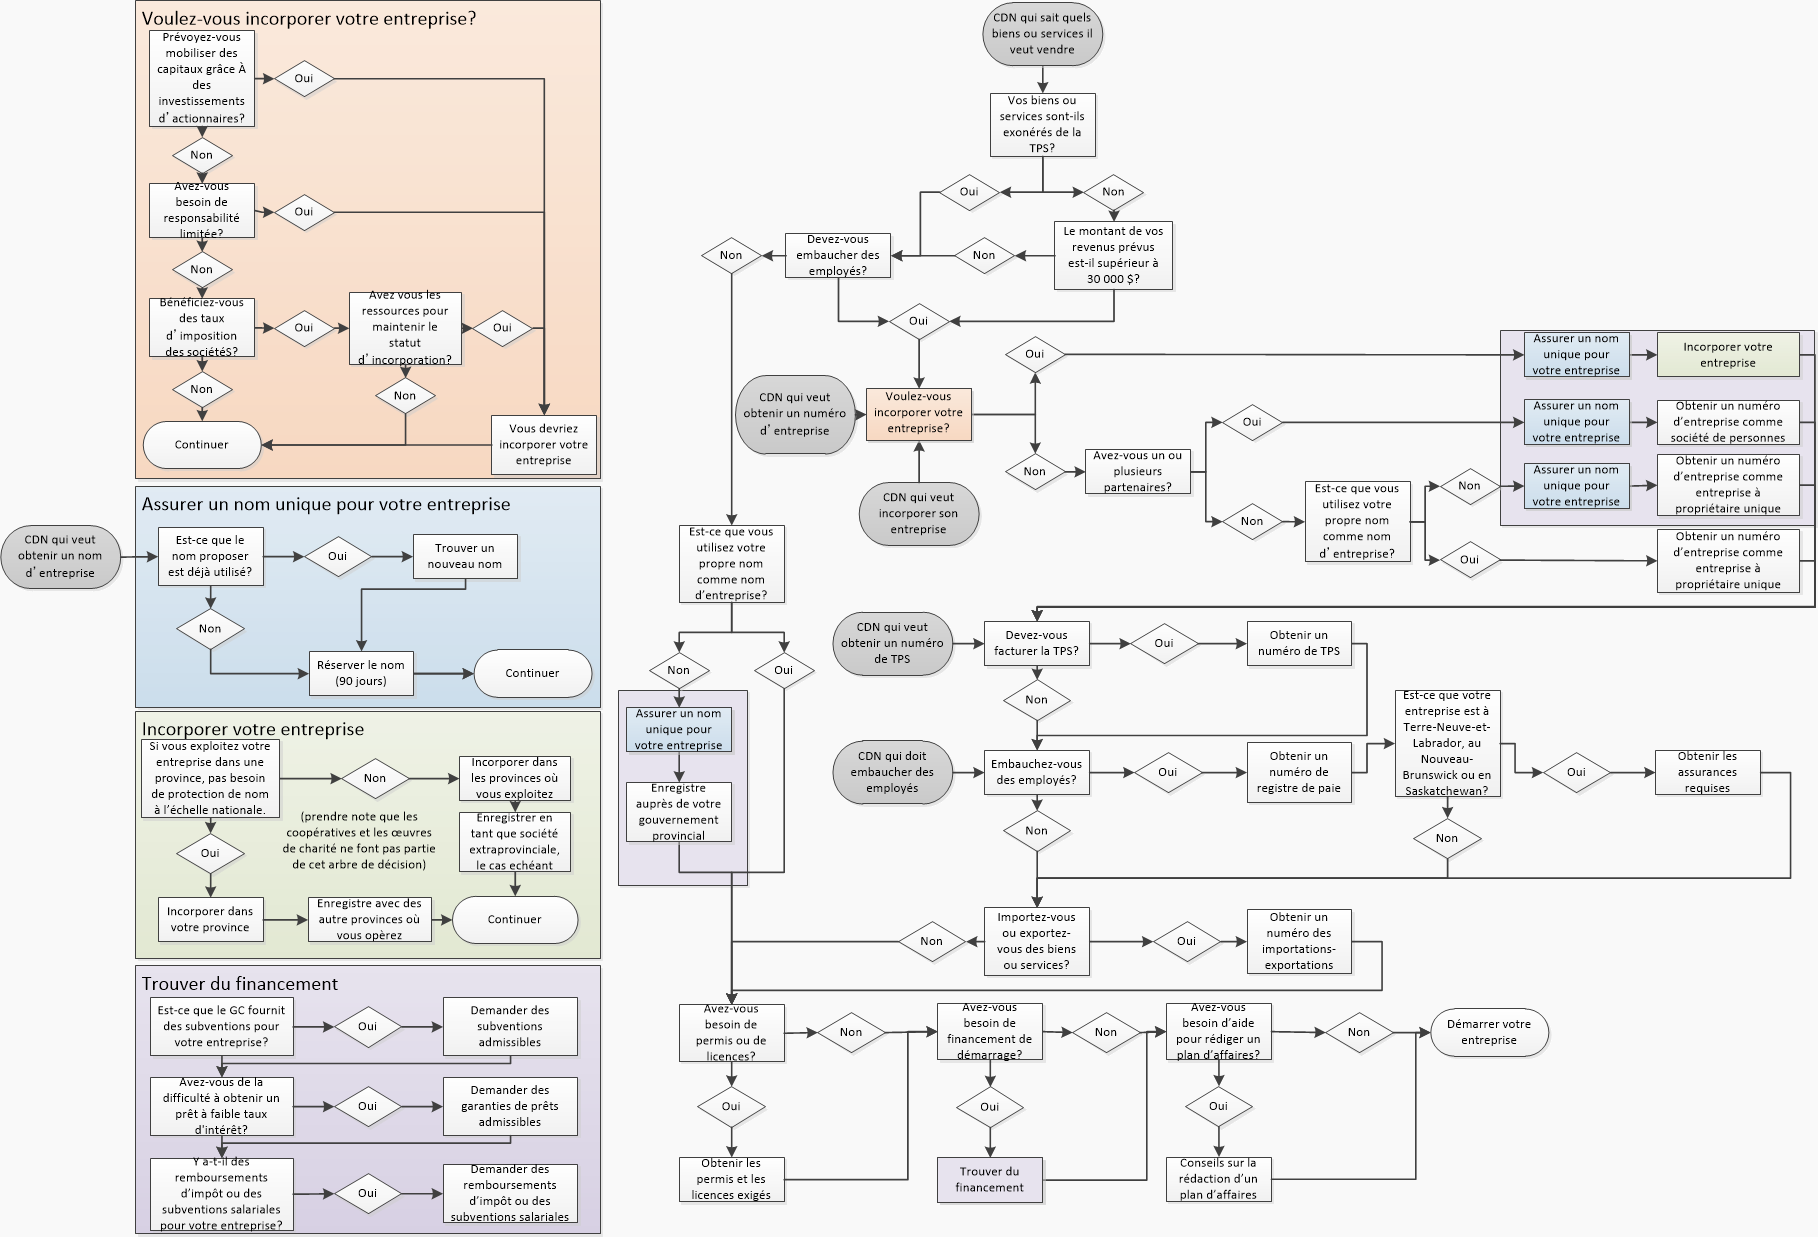 Voulez-vous incorporer votre entreprise?
Prévoyez-vous
mobiliser des
capitaux grâce À
des
investissements
d’ actionnaires?
Oui
Non
Avez-vous
besoin de
responsabilité
limitée?
Oui
Non
Bénéficiez-vous
des taux
d’ imposition
des sociétéS?
Oui
Avez vous les
ressources pour
maintenir le
statut
d’ incorporation?
Oui
Non
Non
Continuer
Vous devriez
incorporer votre
entreprise
Assurer un nom unique pour votre entreprise
CDN qui veut
obtenir un nom
d’ entreprise
Est-ce que le
nom proposer
est déjà utilisé?
Oui
Trouver un
nouveau nom
Non
Réserver le nom
(90 jours)
Continuer
Incorporer votre entreprise
Si vous exploitez votre
entreprise dans une
province, pas besoin
de protection de nom
à l’échelle nationale.
Non
Incorporer dans
les provinces où
vous exploitez
(prendre note que les
coopératives et les œuvres
de charité ne font pas partie
de cet arbre de décision)
Enregistrer en
tant que société
extraprovinciale,
le cas echéant
Oui
Incorporer dans
votre province
Enregistre avec des
autre provinces où
vous opèrez
Continuer
Trouver du financement
Est-ce que le GC fournit
des subventions pour
votre entreprise?
Oui
Demander des
subventions
admissibles
Avez-vous de la
difficulté à obtenir un
prêt à faible taux
d'intérêt?
Oui
Demander des
garanties de prêts
admissibles
Y a-t-il des
remboursements
d’impôt ou des
subventions salariales
pour votre entreprise?
Oui
Demander des
remboursements
d’impôt ou des
subventions salariales
CDN qui sait quels
biens ou services il
veut vendre
Vos biens ou
services sont-ils
exonérés de la
TPS?
Oui
Non
Le montant de vos
revenus prévus
est-il supérieur à
30 000 $?
Non
Devez-vous
embaucher des
employés?
Non
Oui
CDN qui veut
obtenir un numéro
d’ entreprise
Voulez-vous
incorporer votre
entreprise?
CDN qui veut
incorporer son
entreprise
Oui
Non
Assurer un nom
unique pour
votre entreprise
Incorporer votre
entreprise
Avez-vous un ou
plusieurs
partenaires?
Oui
Assurer un nom
unique pour
votre entreprise
Obtenir un numéro
d’entreprise comme
société de personnes
Non
Est-ce que vous
utilisez votre
propre nom
comme nom
d’ entreprise?
Non
Assurer un nom
unique pour
votre entreprise
Obtenir un numéro
d’entreprise comme
entreprise à
propriétaire unique
Oui
Obtenir un numéro
d’entreprise comme
entreprise à
propriétaire unique
Est-ce que vous
utilisez votre
propre nom
comme nom
d’entreprise?
Non
Oui
Assurer un nom
unique pour
votre entreprise
Enregistre
auprès de votre
gouvernement
provincial
CDN qui veut
obtenir un numéro
de TPS
Devez-vous
facturer la TPS?
Oui
Obtenir un
numéro de TPS
Non
CDN qui doit
embaucher des
employés
Embauchez-vous
des employés?
Oui
Obtenir un
numéro de
registre de paie
Est-ce que votre
entreprise est à
Terre-Neuve-et-
Labrador, au
Nouveau-
Brunswick ou en
Saskatchewan?
Oui
Obtenir les
assurances
requises
Non
Non
Importez-vous
ou exportez-
vous des biens
ou services?
Non
Oui
Obtenir un
numéro des
importations-
exportations
Avez-vous
besoin de
permis ou de
licences?
Non
Oui
Obtenir les
permis et les
licences exigés
Avez-vous
besoin de
financement de
démarrage?
Non
Oui
Trouver du
financement
Avez-vous
besoin d’aide
pour rédiger un
plan d’affaires?
Non
Oui
Conseils sur la
rédaction d’un
plan d’affaires
Démarrer votre
entreprise